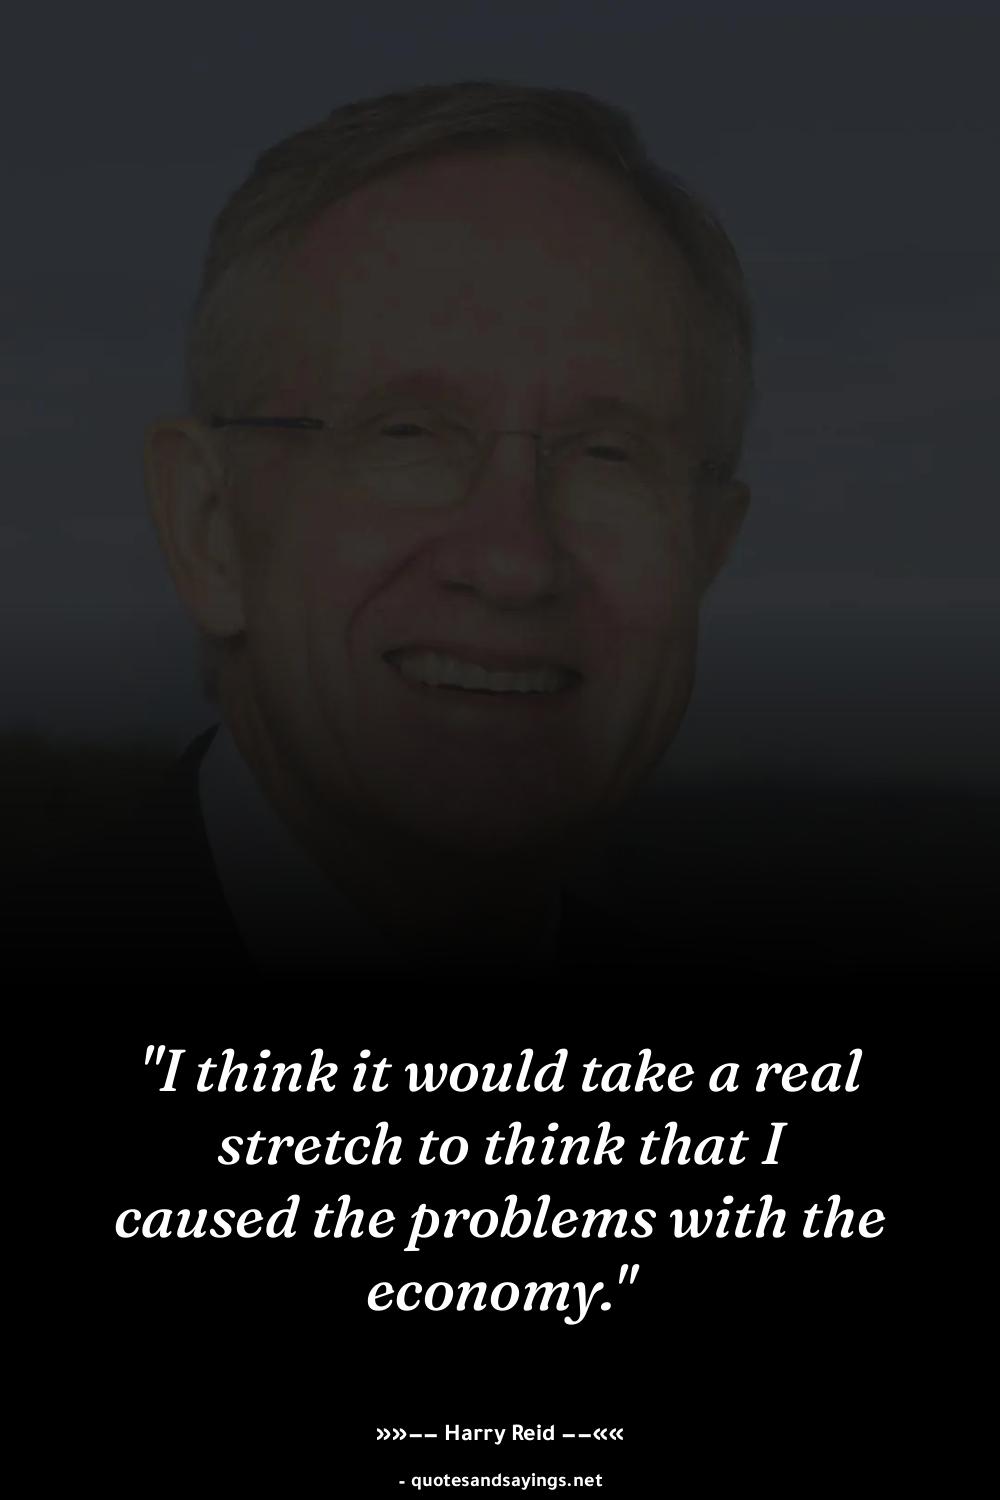 "I think it would take a real
stretch to think that I
caused the problems with the
economy."
»»−− Harry Reid −−««
- quotesandsayings.net